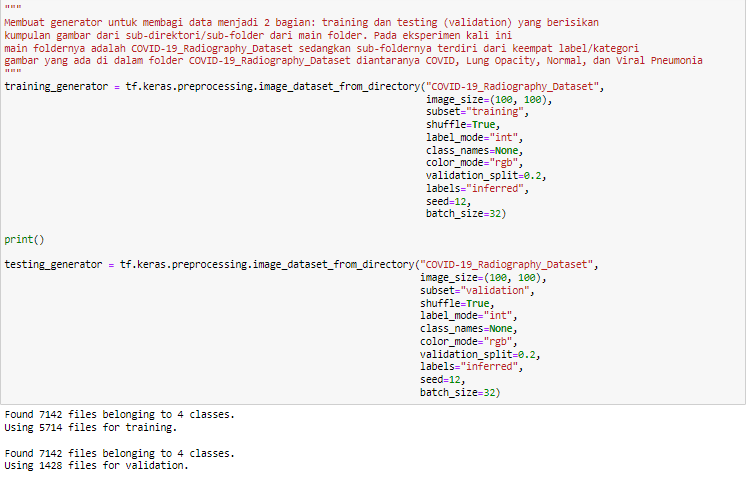 """
Membuat generator untuk membagi data menjadi 2 bagian: training dan testing (validation) yang berisikan
kumpulan gambar dari sub-direktori/sub-folder dari main folder. Pada eksperimen kali ini
main foldernya adalah COVID-19_Radiography_Dataset sedangkan sub-foldernya terdiri dari keempat label/kategori
gambar yang ada di dalam folder COVID-19_Radiography_Dataset diantaranya COVID, Lung Opacity, Normal, dan Viral Pneumonia
"""
training_generator = tf.keras.preprocessing.image_dataset_from_directory("COVID-19_Radiography_Dataset",
image_size=(100, 100),
subset="training",
shuffle=True,
label_mode="int",
class_names=None,
color_mode="rgb",
validation_split=0.2,
labels="inferred",
seed=12,
batch_size=32)
print()
testing_generator = tf.keras.preprocessing.image_dataset_from_directory("COVID-19_Radiography_Dataset",
image_size=(100, 100),
subset="validation",
shuffle=True,
label_mode="int",
class_names=None,
color_mode="rgb",
validation_split=0.2,
labels="inferred",
seed=12,
batch_size=32)
Found 7142 files belonging to 4 classes.
Using 5714 files for training.
Found 7142 files belonging to 4 classes.
Using 1428 files for validation.